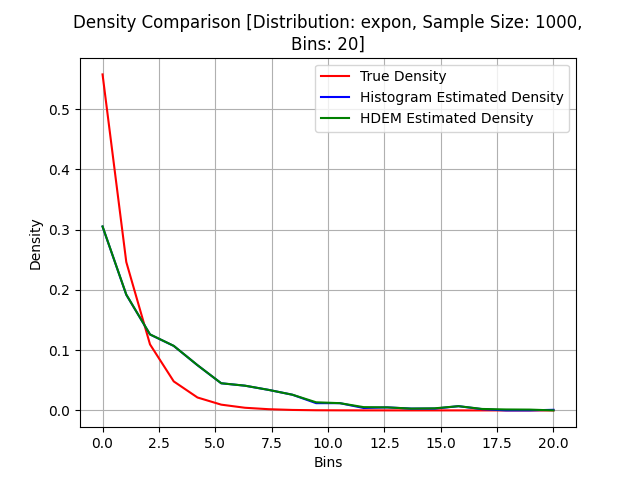 Density Comparison [Distribution: expon, Sample Size: 1000,
Bins: 20]
True Density
Histogram Estimated Density
HDEM Estimated Density
Density
0.5
0.4
0.3
0.2
0.1
0.0
0.0 2.5 5.0 7.5 10.0 12.5 15.0 17.5 20.0
Bins